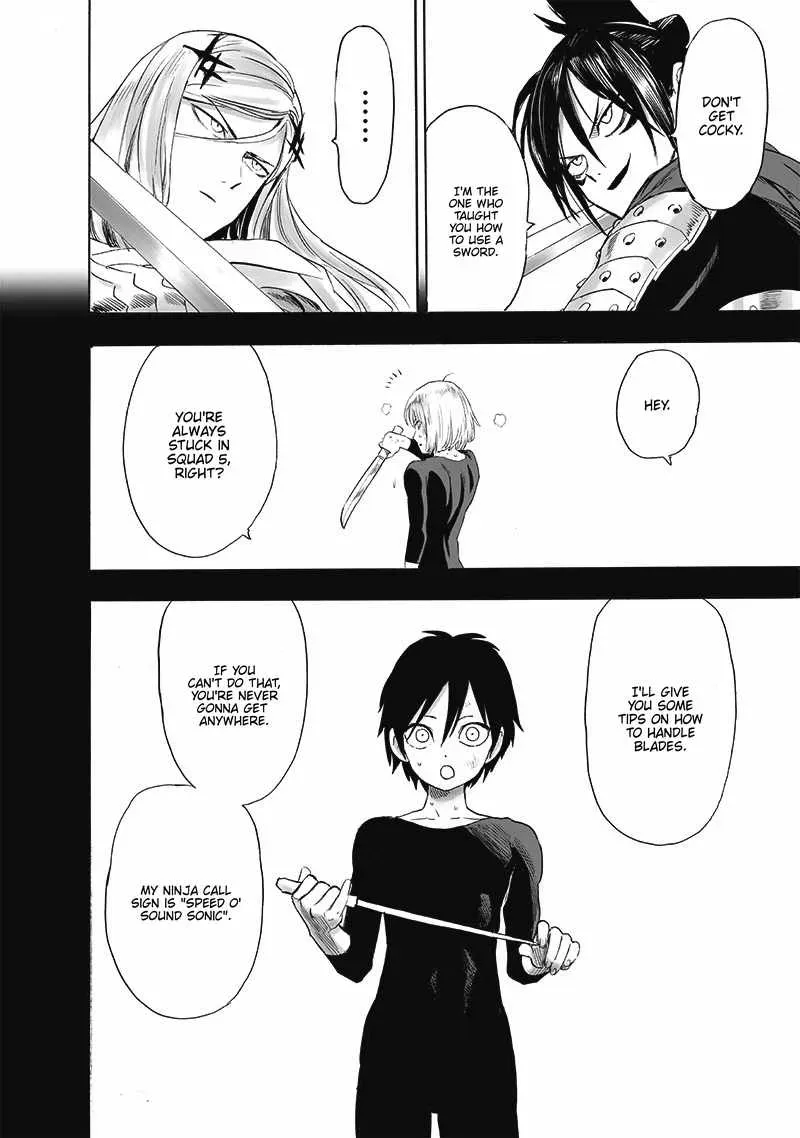 DON'T
GET
COCKY.
I'M THE
ONE WHO
TAUGHT
YOU HOW
TO USE A
SWORD.
......
HEY.
YOU'RE
ALWAYS
STUCK IN
SQUAD 5,
RIGHT?
I'LL GIVE
YOU SOME
TIPS ON HOW
TO HANDLE
BLADES.
IF YOU
CAN'T DO THAT,
YOU'RE NEVER
GONNA GET
ANYWHERE.
MY NINJA CALL
SIGN IS "SPEED O'
SOUND SONIC".